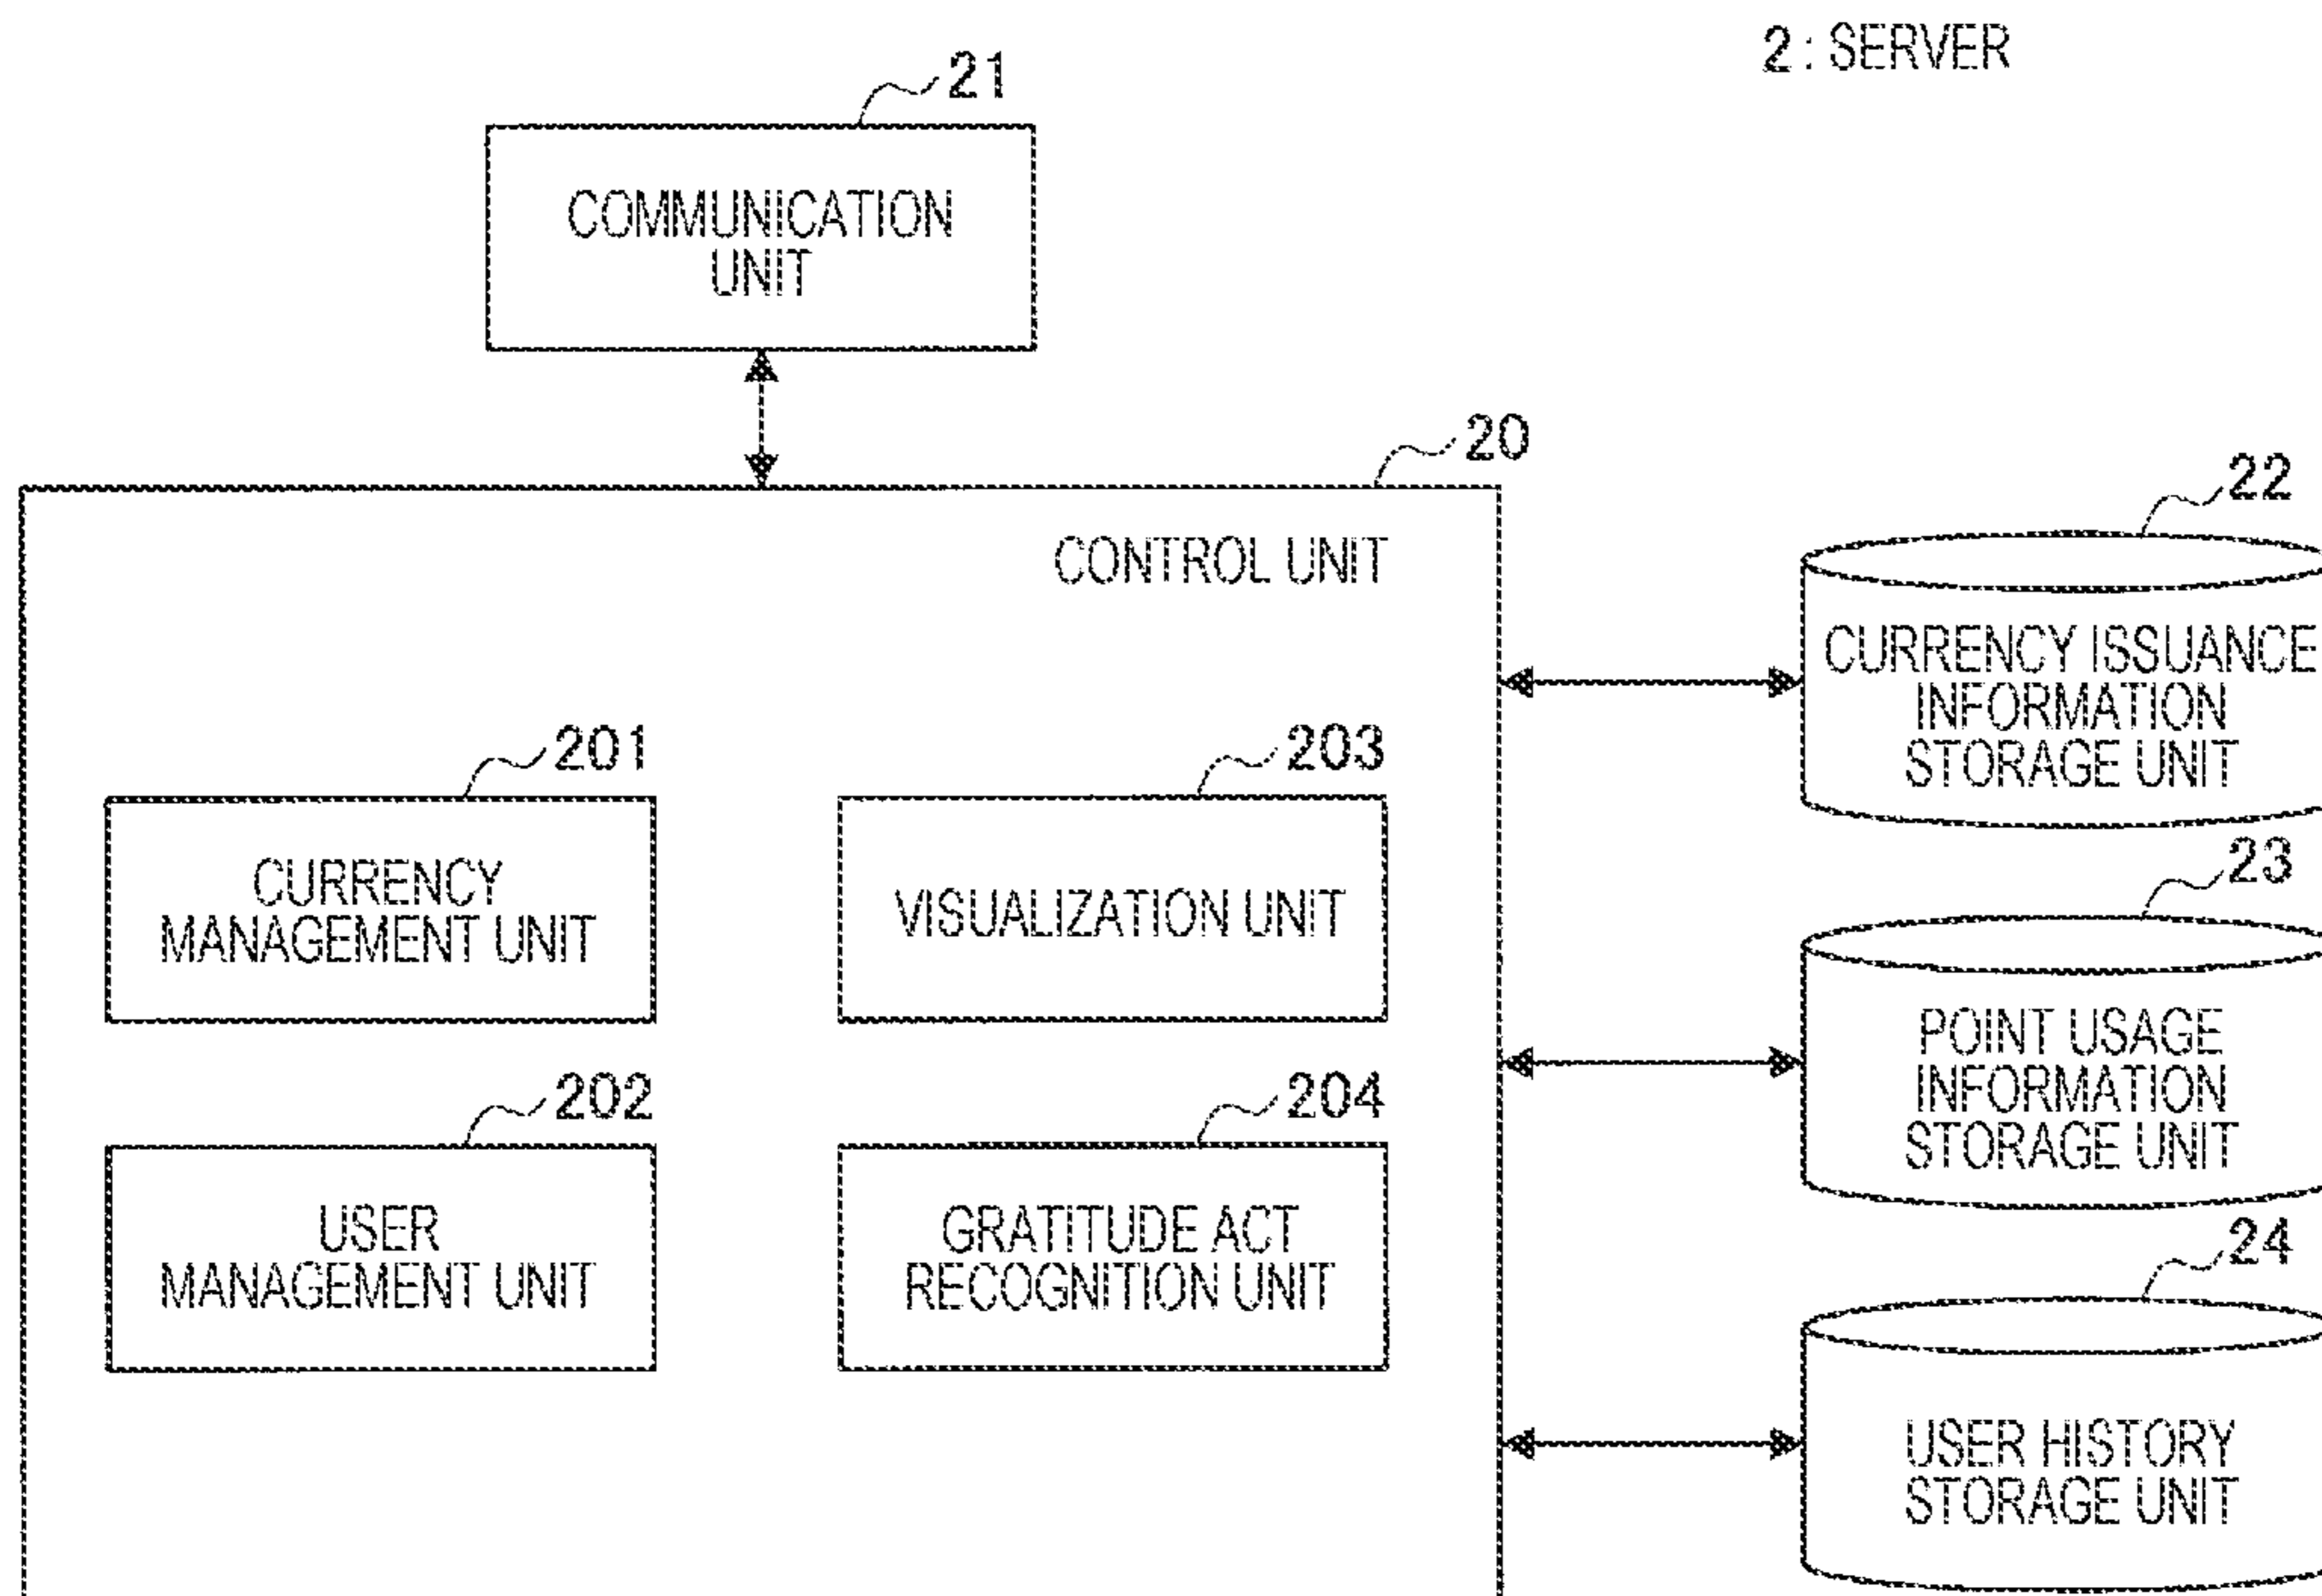 2 : SERVER
21
COMMUNICATION
UNIT
20
CONTROL UNIT
22
CURRENCY ISSUANCE
INFORMATION
STORAGE UNIT
201
CURRENCY
MANAGEMENT UNIT
203
VISUALIZATION UNIT
23
POINT USAGE
INFORMATION
STORAGE UNIT
202
USER
MANAGEMENT UNIT
204
GRATITUDE ACT
RECOGNITION UNIT
24
USER HISTORY
STORAGE UNIT